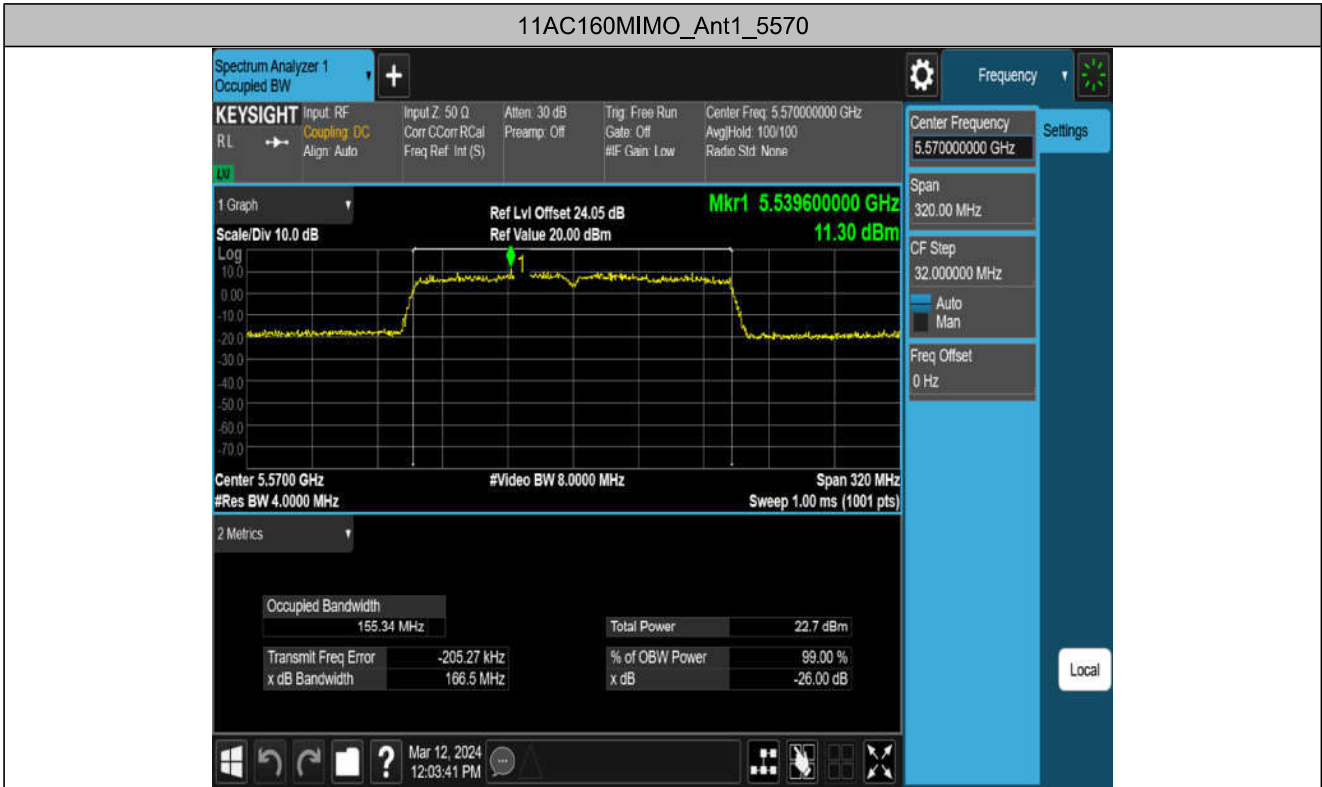 11AC160MIMO_Ant1_5570
Spectrum Analyzer 1
Occupied BW
Frequency
KEYSIGHT
RL
LXI
Input: RF
Coupling: DC
Align: Auto
Input Z: 50 Ω
Corr CCorr RCal
Freq Ref: Int (S)
Atten: 30 dB
Preamp: Off
Trig: Free Run
Gate: Off
#IF Gain: Low
Center Freq: 5.570000000 GHz
Avg|Hold: 100/100
Radio Std: None
Center Frequency
5.570000000 GHz
Settings
Span
320.00 MHz
CF Step
32.000000 MHz
Auto
Man
Freq Offset
0 Hz
1 Graph
Scale/Div 10.0 dB
Ref Lvl Offset 24.05 dB
Ref Value 20.00 dBm
Mkr1 5.539600000 GHz
11.30 dBm
Log
10.0
0.00
-10.0
-20.0
-30.0
-40.0
-50.0
-60.0
-70.0
1
Center 5.5700 GHz
#Video BW 8.0000 MHz
Span 320 MHz
#Res BW 4.0000 MHz
Sweep 1.00 ms (1001 pts)
2 Metrics
Occupied Bandwidth
155.34 MHz
Total Power 22.7 dBm
Transmit Freq Error -205.27 kHz
% of OBW Power 99.00 %
x dB Bandwidth 166.5 MHz
x dB -26.00 dB
Local
?
Mar 12, 2024
12:03:41 PM